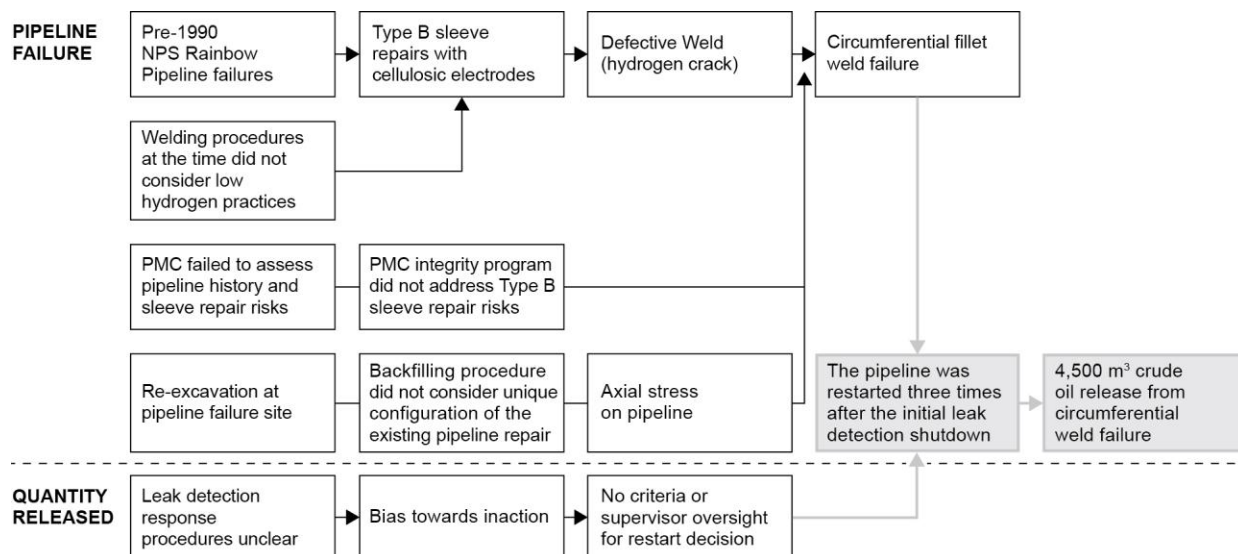 PIPELINE
FAILURE
Pre-1990
NPS Rainbow
Pipeline failures
Type B sleeve
repairs with
cellulosic electrodes
Defective Weld
(hydrogen crack)
Circumferential fillet
weld failure
Welding procedures
at the time did not
consider low
hydrogen practices
PMC failed to assess
pipeline history and
sleeve repair risks
PMC integrity program
did not address Type B
sleeve repair risks
Re-excavation at
pipeline failure site
Backfilling procedure
did not consider unique
configuration of the
existing pipeline repair
Axial stress
on pipeline
The pipeline was
restarted three times
after the initial leak
detection shutdown
4,500 m³ crude
oil release from
circumferential
weld failure
QUANTITY
RELEASED
Leak detection
response
procedures unclear
Bias towards inaction
No criteria or
supervisor oversight
for restart decision